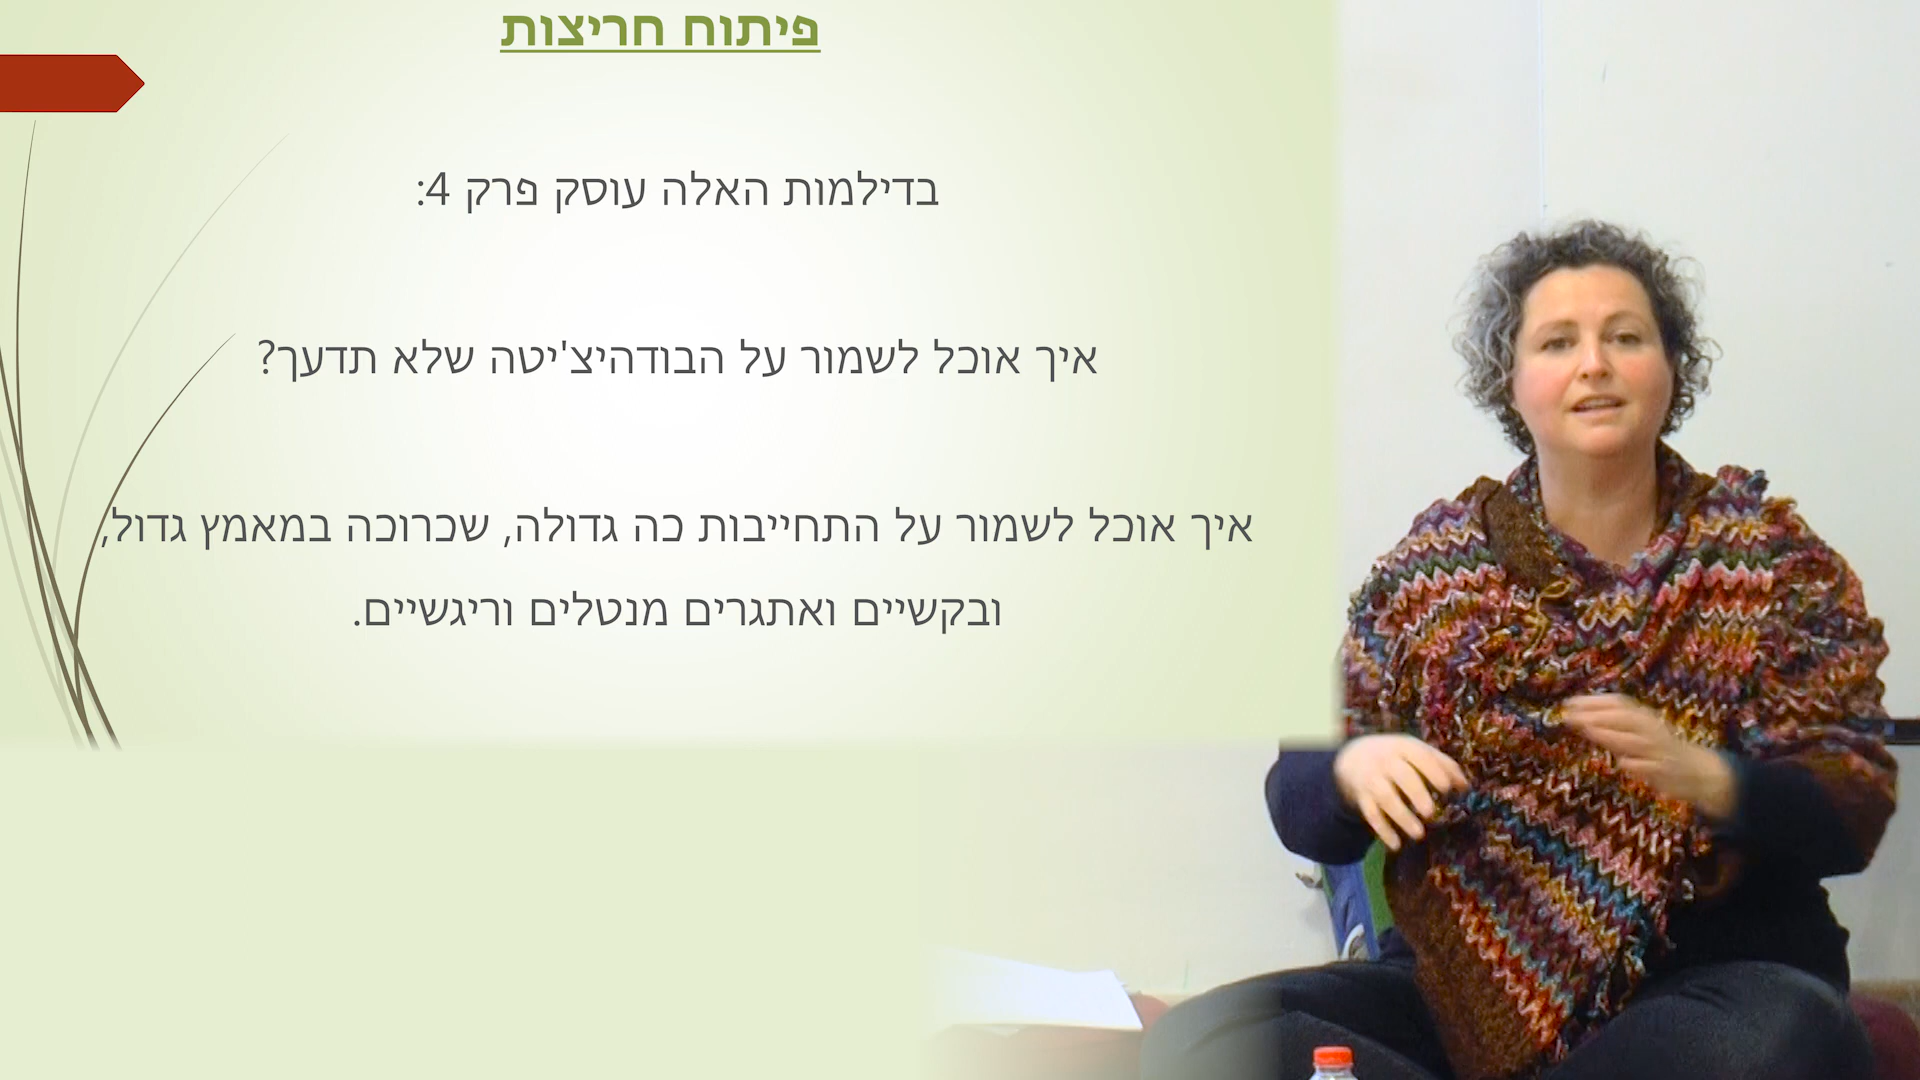 פיתוח חריצות
בדילמות האלה עוסק פרק 4:
איך אוכל לשמור על הבודהיצ'יטה שלא תדעך?
איך אוכל לשמור על התחייבות כה גדולה, שכרוכה במאמץ גדול,
ובקשיים ואתגרים מנטלים וריגשיים.